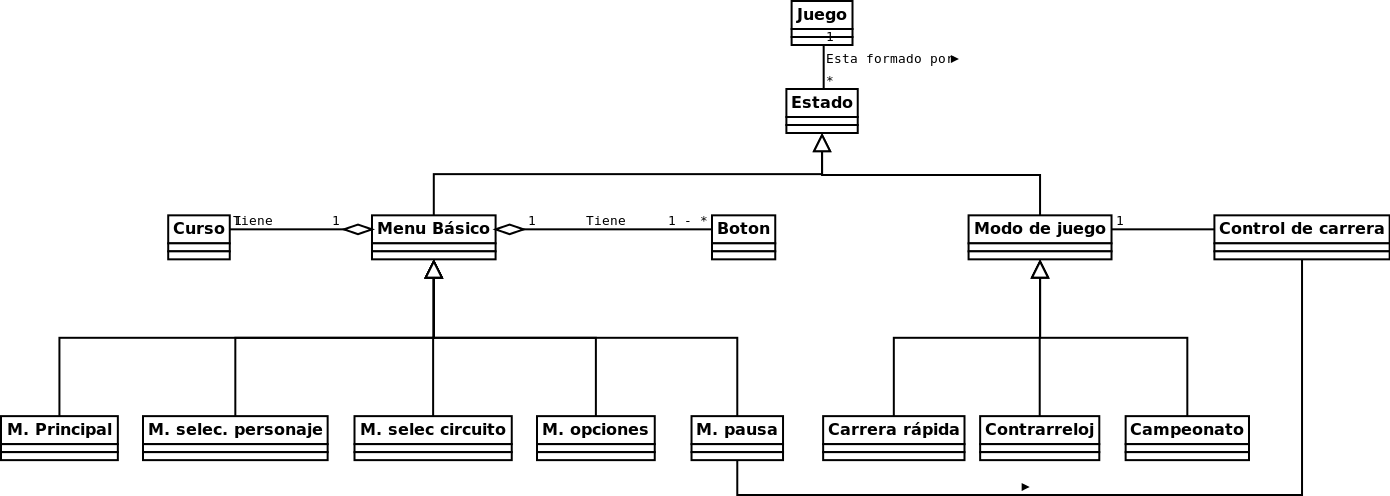 Juego
1
Esta formado por►
*
Estado
Curso
Tiene
1
1
Menu Básico
1
Tiene
1 - *
Boton
Modo de juego
1
Control de carrera
M. Principal
M. selec. personaje
M. selec circuito
M. opciones
M. pausa
Carrera rápida
Contrarreloj
Campeonato
►